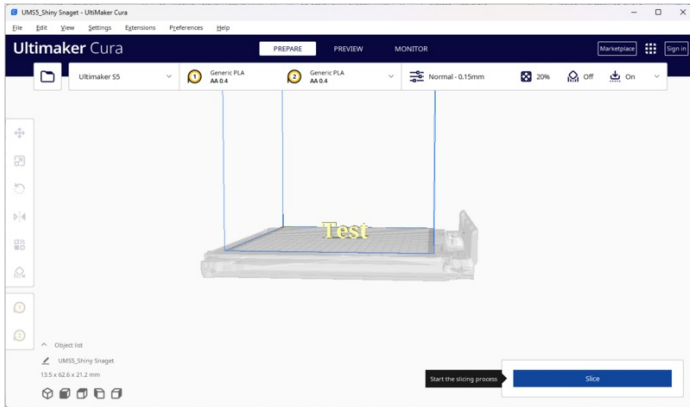 UMS5_Shiny Snaget - UltiMaker Cura
File Edit View Settings Extensions Preferences Help
Ultimaker Cura
PREPARE PREVIEW MONITOR
Marketplace Sign in
Ultimaker S5
1 Generic PLA
AA 0.4
2 Generic PLA
AA 0.4
Normal - 0.15mm
20% Off On
Test
1
2
Object list
UMS5_Shiny Snaget
13.5 x 62.6 x 21.2 mm
Start the slicing process
Slice